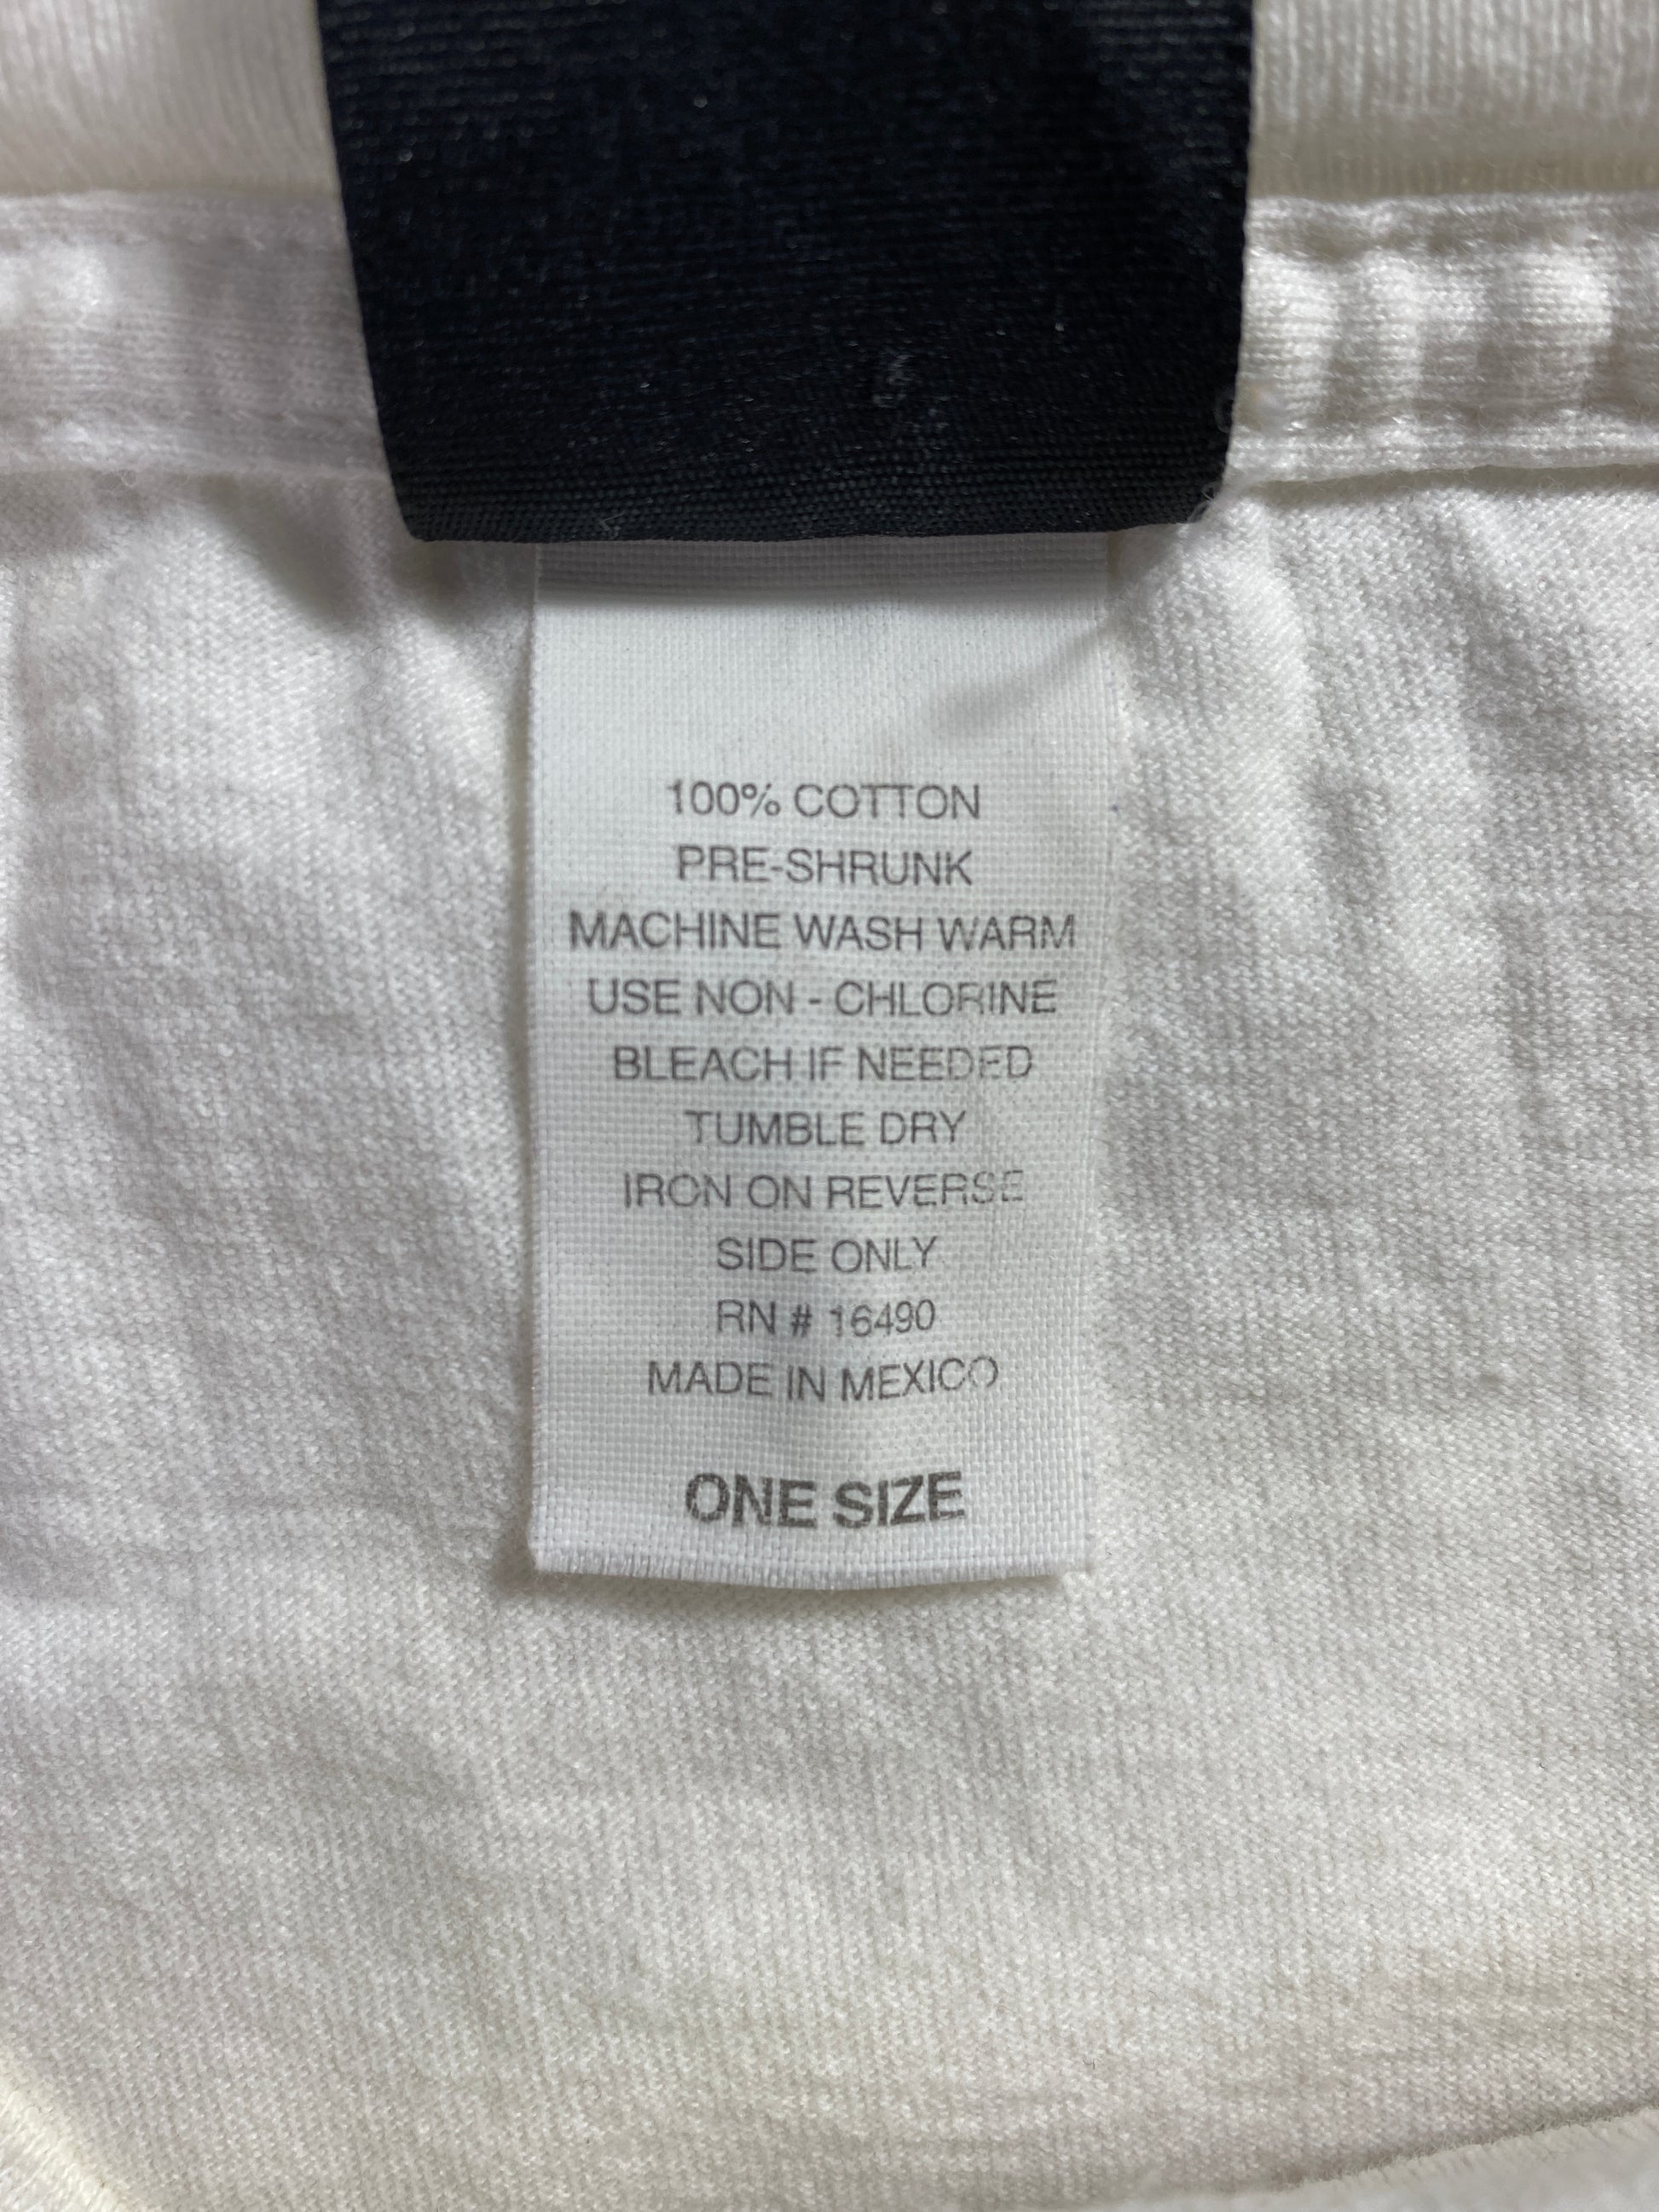 100% COTTON
PRE-SHRUNK
MACHINE WASH WARM
USE NON - CHLORINE
BLEACH IF NEEDED
TUMBLE DRY
IRON ON REVERSE
SIDE ONLY
RN # 16490
MADE IN MEXICO
ONE SIZE